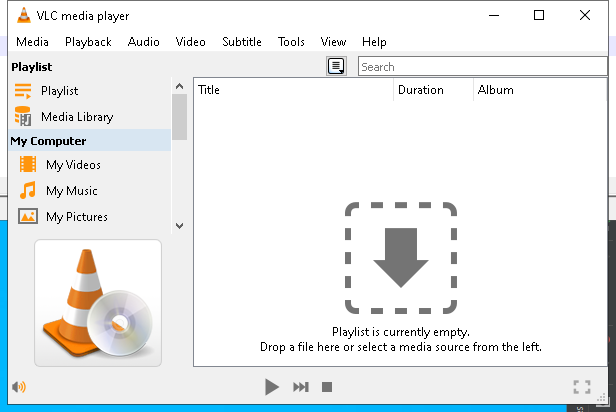 VLC media player
Media Playback Audio Video Subtitle Tools View Help
Playlist
Search
Playlist
Media Library
My Computer
My Videos
My Music
My Pictures
Title Duration Album
Playlist is currently empty.
Drop a file here or select a media source from the left.